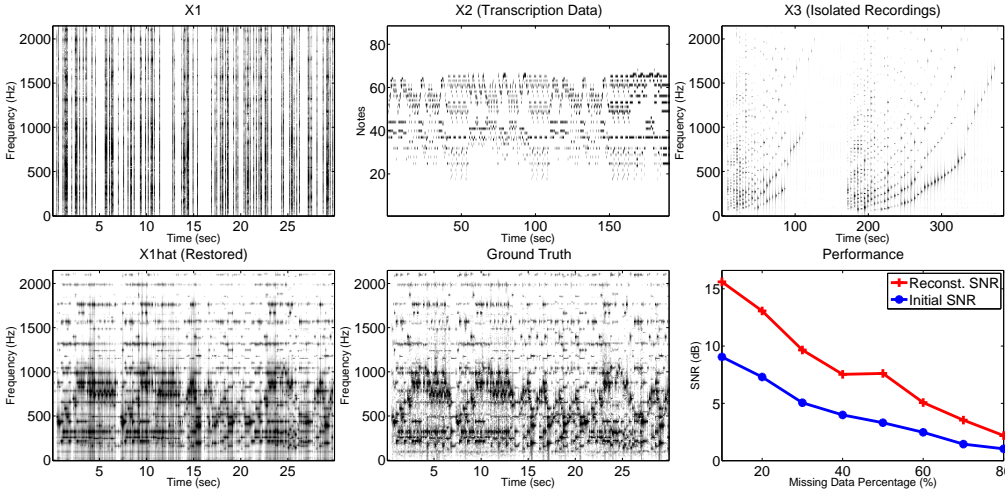 X1
X2 (Transcription Data)
X3 (Isolated Recordings)
2000
1500
1000
500
0
Frequency (Hz)
5 10 15 20 25
Time (sec)
80
60
40
20
Notes
50 100 150
Time (sec)
2000
1500
1000
500
0
Frequency (Hz)
100 200 300
Time (sec)
X1hat (Restored)
Ground Truth
Performance
2000
1500
1000
500
0
Frequency (Hz)
5 10 15 20 25
Time (sec)
2000
1500
1000
500
0
Frequency (Hz)
5 10 15 20 25
Time (sec)
15
10
5
0
SNR (dB)
Reconst. SNR
Initial SNR
20 40 60 80
Missing Data Percentage (%)